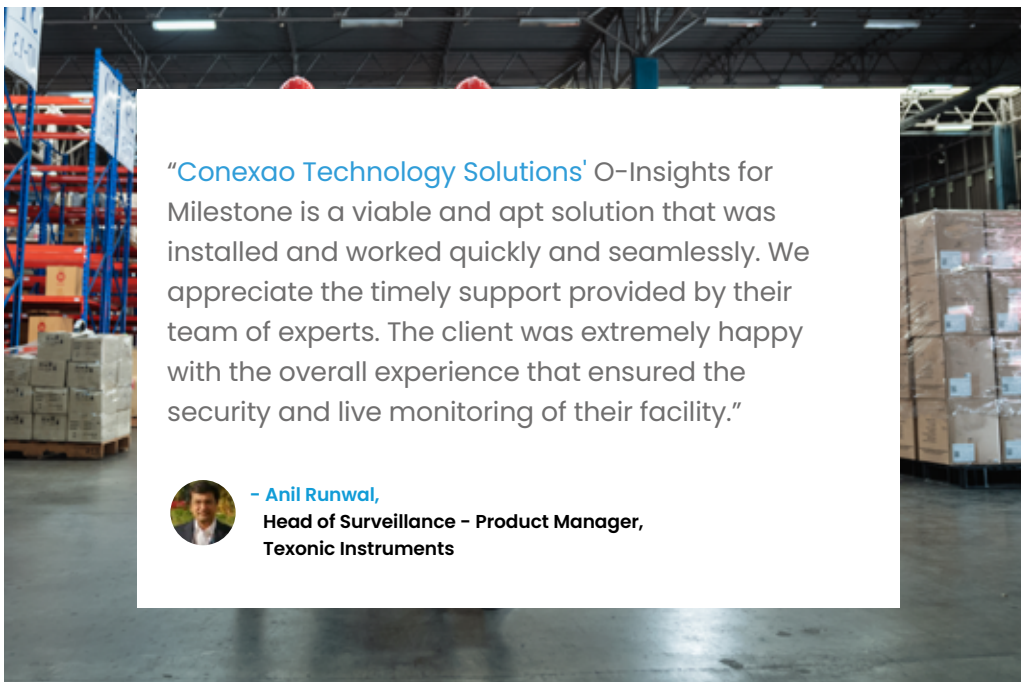 “Conexao Technology Solutions' O-Insights for
Milestone is a viable and apt solution that was
installed and worked quickly and seamlessly. We
appreciate the timely support provided by their
team of experts. The client was extremely happy
with the overall experience that ensured the
security and live monitoring of their facility.”
- Anil Runwal,
Head of Surveillance - Product Manager,
Texonic Instruments